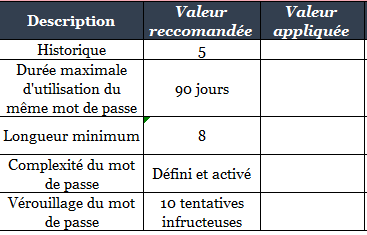 Description
Valeur
reccomandée
Valeur
appliquée
Historique
5
Durée maximale
d'utilisation du
même mot de passe
90 jours
Longueur minimum
8
Complexité du mot
de passe
Défini et activé
Vérouillage du mot
de passe
10 tentatives
infructeuses